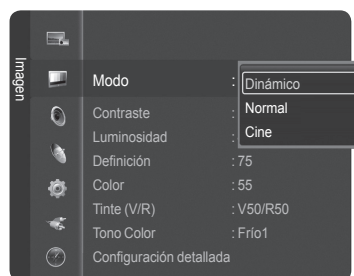 Imagen
Modo : Dinámico
Normal
Cine
Contraste :
Luminosidad :
Definición : 75
Color : 55
Tinte (V/R) : V50/R50
Tono Color : Frío1
Configuración detallada